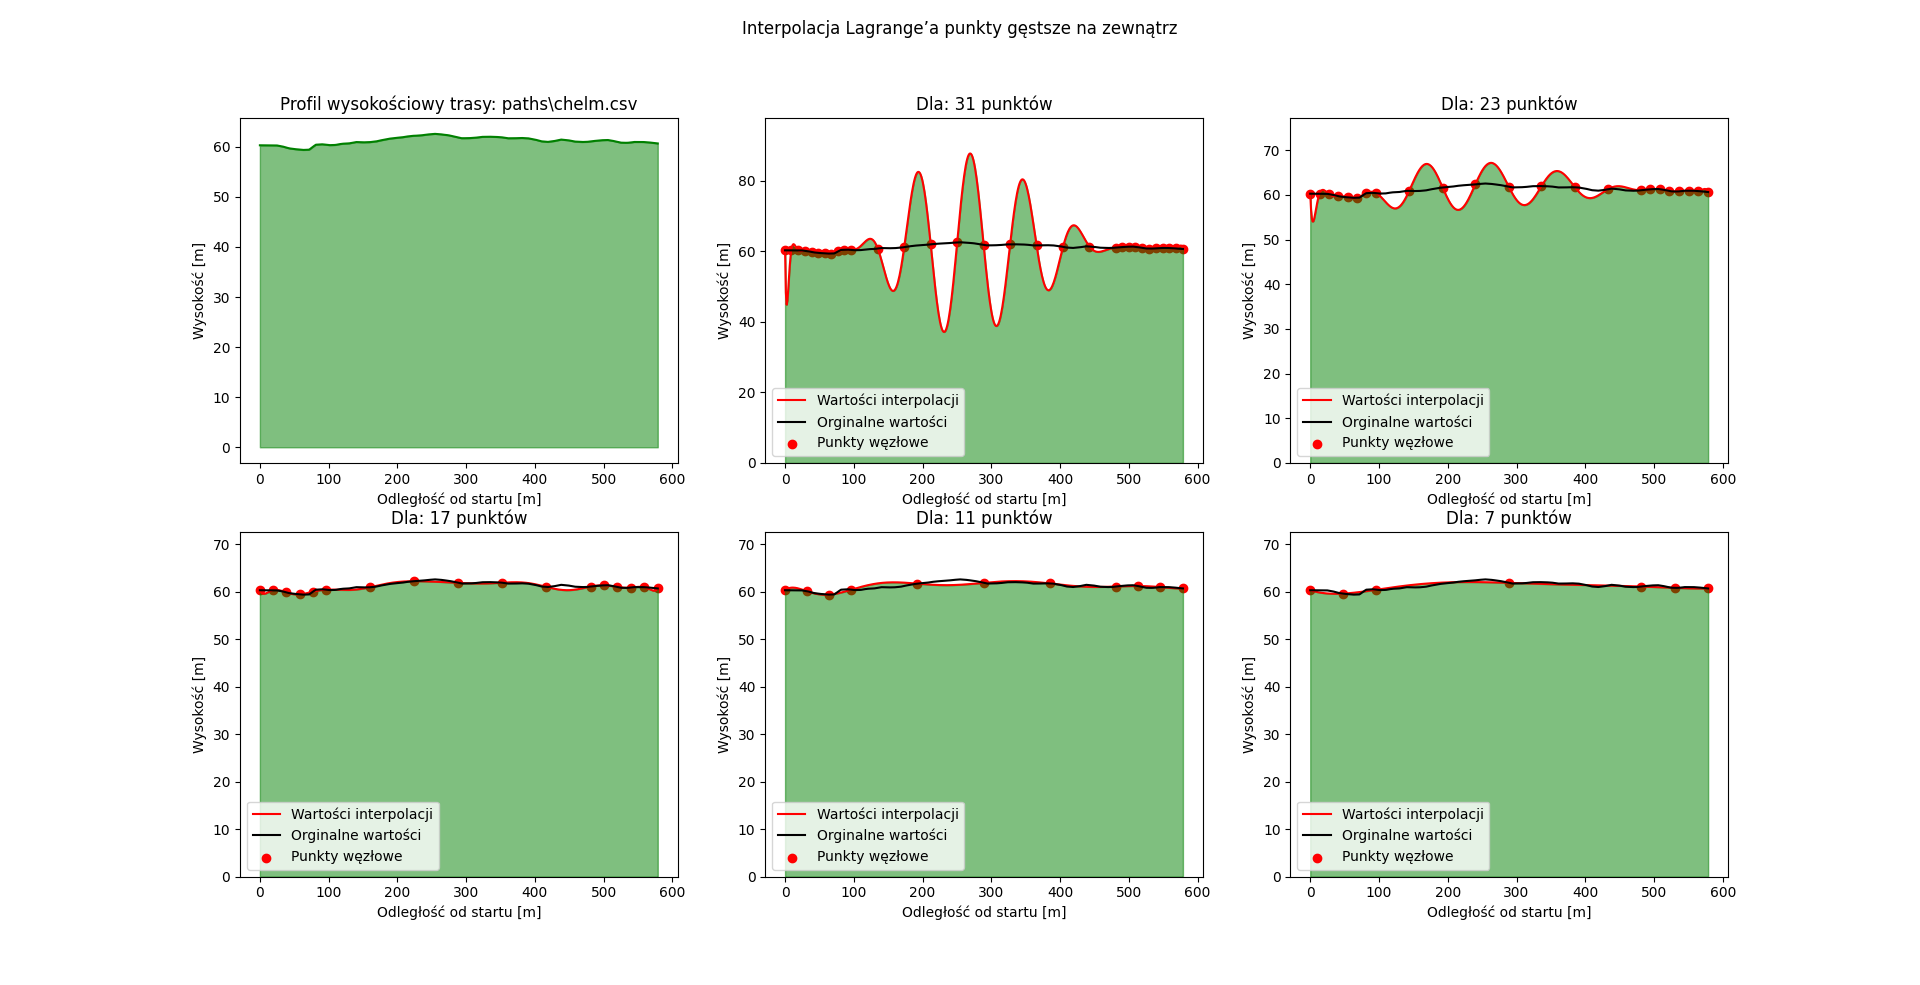 Interpolacja Lagrange’a punkty gęstsze na zewnątrz
Profil wysokościowy trasy: paths\chelm.csv
Wysokość [m]
60
50
40
30
20
10
0
0 100 200 300 400 500 600
Odległość od startu [m]
Dla: 31 punktów
Wysokość [m]
80
60
40
20
0
Wartości interpolacji
Orginalne wartości
Punkty węzłowe
0 100 200 300 400 500 600
Odległość od startu [m]
Dla: 23 punktów
Wysokość [m]
70
60
50
40
30
20
10
0
Wartości interpolacji
Orginalne wartości
Punkty węzłowe
0 100 200 300 400 500 600
Odległość od startu [m]
Dla: 17 punktów
Wysokość [m]
70
60
50
40
30
20
10
0
Wartości interpolacji
Orginalne wartości
Punkty węzłowe
0 100 200 300 400 500 600
Odległość od startu [m]
Dla: 11 punktów
Wysokość [m]
70
60
50
40
30
20
10
0
Wartości interpolacji
Orginalne wartości
Punkty węzłowe
0 100 200 300 400 500 600
Odległość od startu [m]
Dla: 7 punktów
Wysokość [m]
70
60
50
40
30
20
10
0
Wartości interpolacji
Orginalne wartości
Punkty węzłowe
0 100 200 300 400 500 600
Odległość od startu [m]